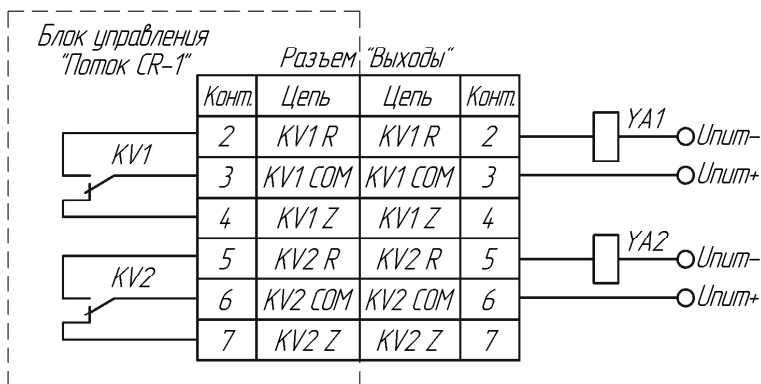 Блок управления
"Поток CR-1"
Разъем "Выходы"
Конт. Цепь Цепь Конт.
2 KV1 R KV1 R 2
3 KV1 COM KV1 COM 3
4 KV1 Z KV1 Z 4
5 KV2 R KV2 R 5
6 KV2 COM KV2 COM 6
7 KV2 Z KV2 Z 7
KV1
KV2
YA1
Uпит-
Uпит+
YA2
Uпит-
Uпит+